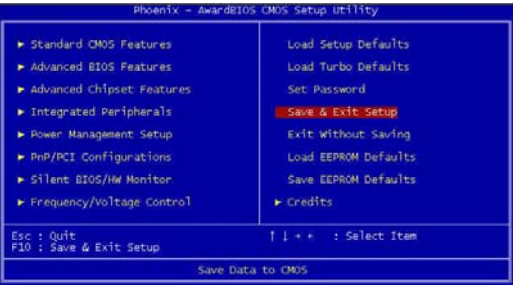 Phoenix - AwardBIOS CMOS Setup Utility
► Standard CMOS Features
► Advanced BIOS Features
► Advanced Chipset Features
► Integrated Peripherals
► Power Management Setup
► PnP/PCI Configurations
► Silent BIOS/HW Monitor
► Frequency/Voltage Control
Load Setup Defaults
Load Turbo Defaults
Set Password
Save & Exit Setup
Exit Without Saving
Load EEPROM Defaults
Save EEPROM Defaults
► Credits
Esc : Quit
F10 : Save & Exit Setup
↑ ↓ → ← : Select Item
Save Data to CMOS